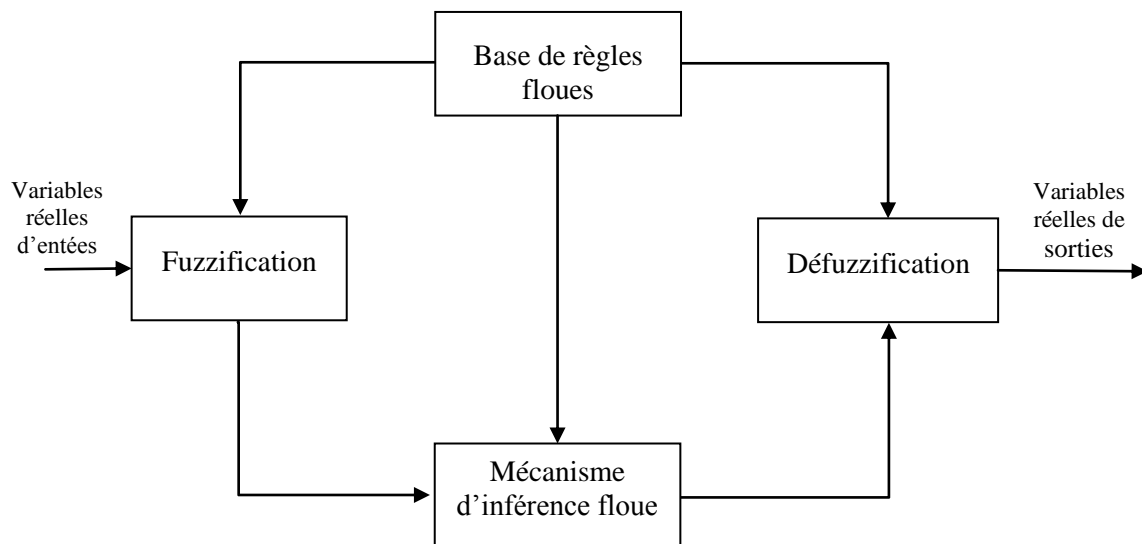 Base de règles
floues
Variables
réelles
d'entées
Fuzzification
Défuzzification
Variables
réelles de
sorties
Mécanisme
d'inférence floue